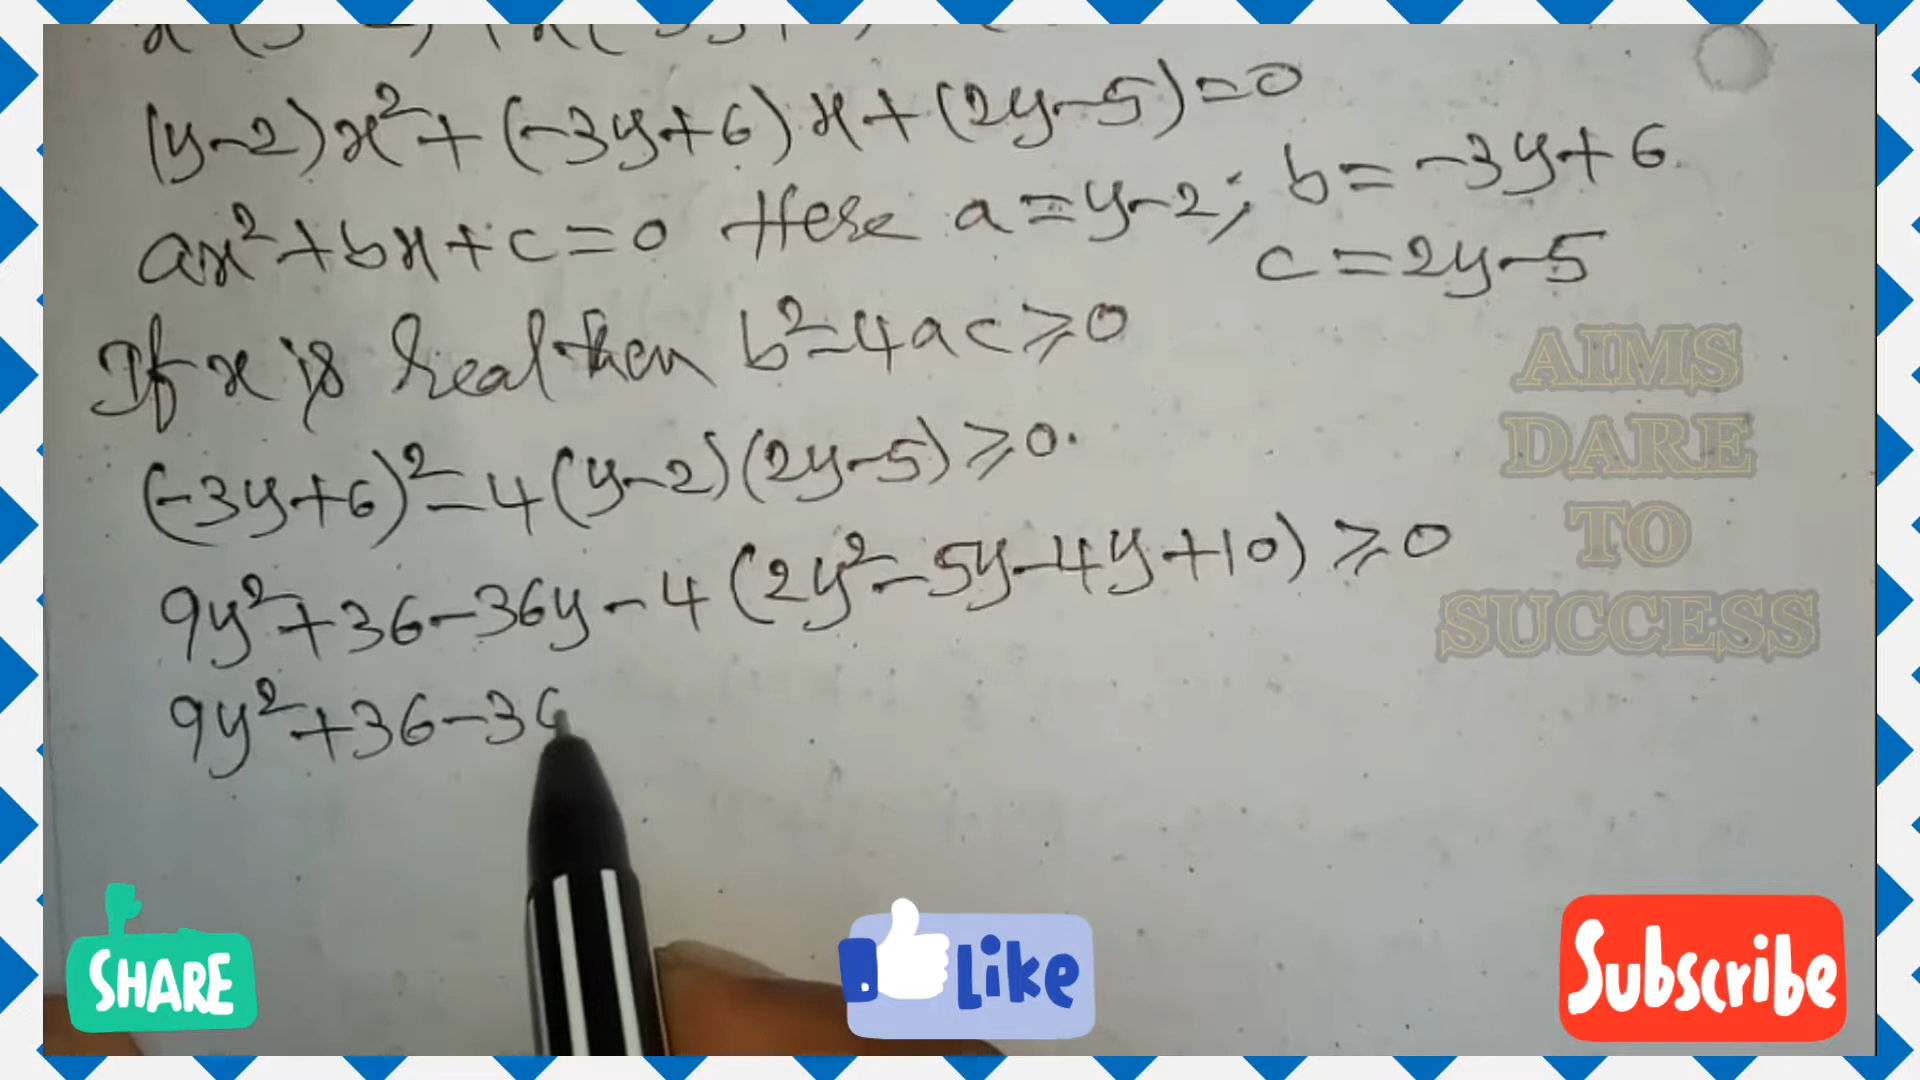 (y-2)x²+(-3y+6)x+(2y-5)=0
ax²+bx+c=0 Here a=y-2; b=-3y+6
c=2y-5
If x is real then b²-4ac≥0
(-3y+6)²-4(y-2)(2y-5)≥0.
9y²+36-36y-4(2y²-5y-4y+10)≥0
9y²+36-36
AIMS
DARE
TO
SUCCESS
SHARE
Like
Subscribe